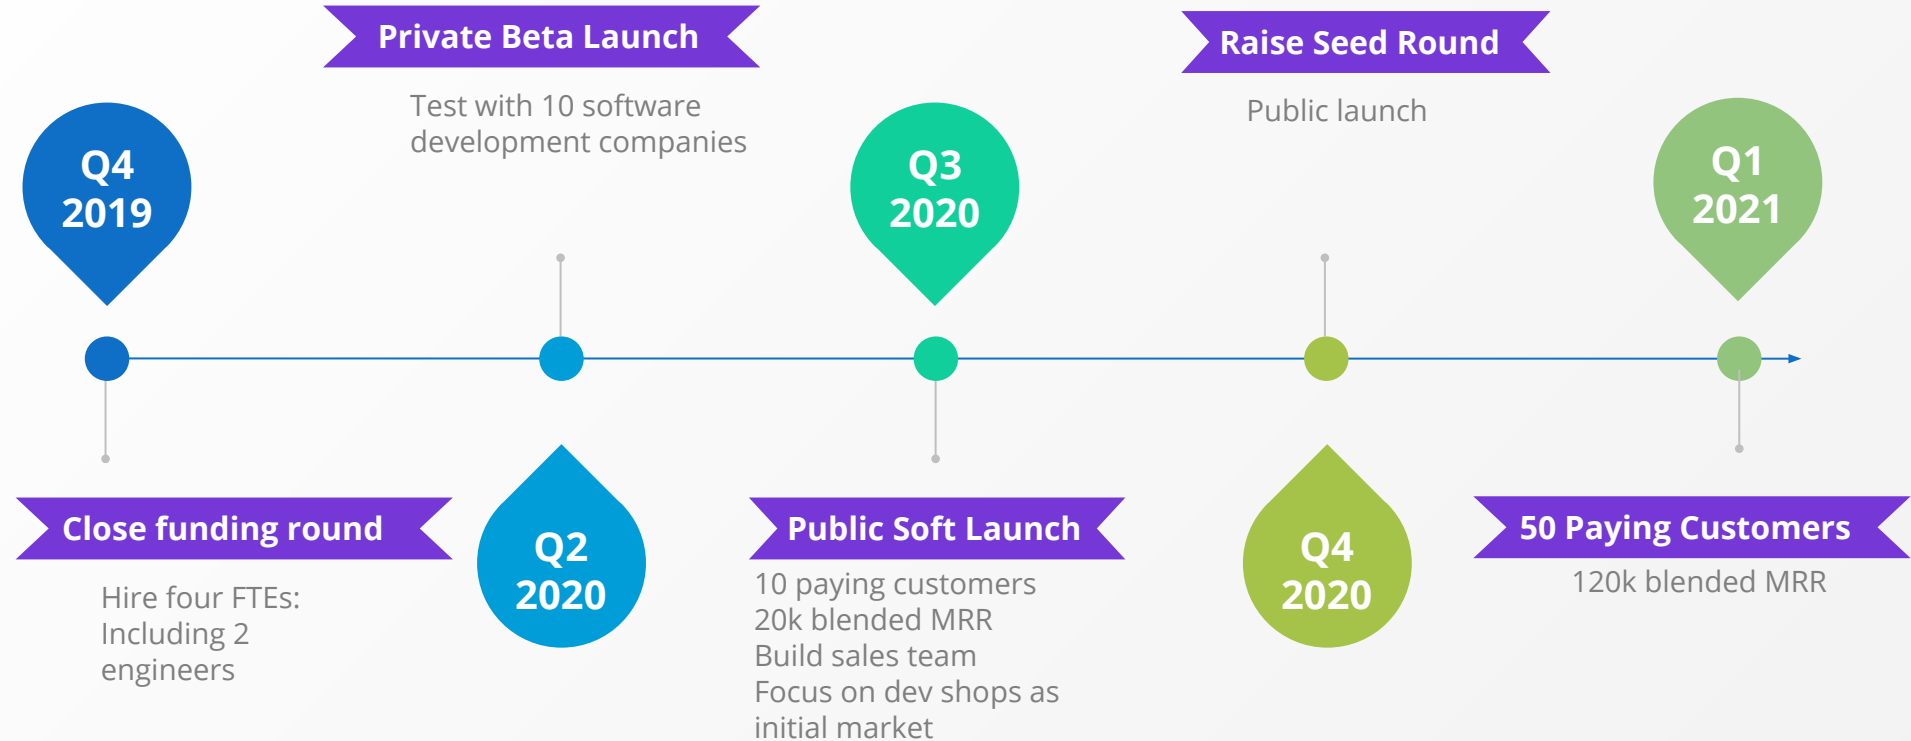 Private Beta Launch
Test with 10 software
development companies
Raise Seed Round
Public launch
Q4
2019
Q3
2020
Q1
2021
Close funding round
Hire four FTEs:
Including 2
engineers
Q2
2020
Public Soft Launch
10 paying customers
20k blended MRR
Build sales team
Focus on dev shops as
initial market
Q4
2020
50 Paying Customers
120k blended MRR